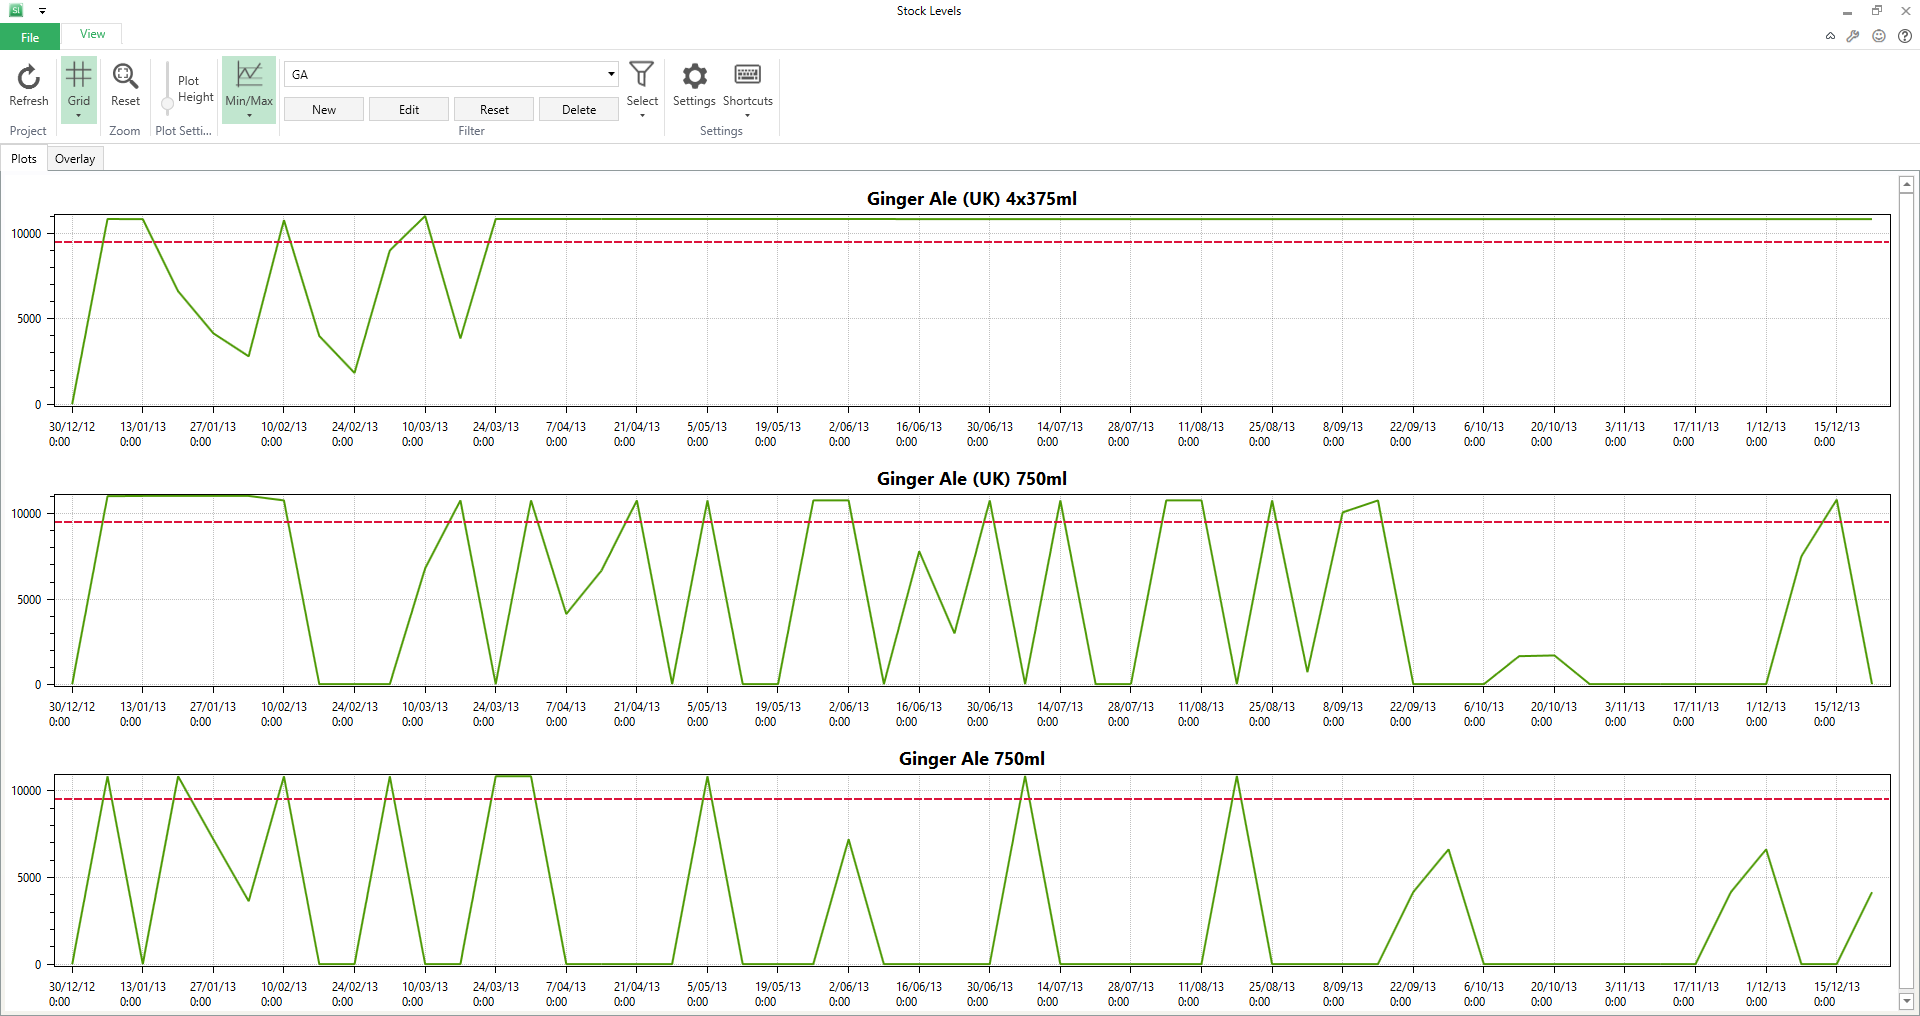 SI
Stock Levels
File View
Refresh
Grid
Reset
Plot
Height
Min/Max
GA
New Edit Reset Delete
Select
Settings
Shortcuts
Project
Zoom
Plot Setti...
Filter
Settings
Plots Overlay
Ginger Ale (UK) 4x375ml
10000
5000
0
30/12/12 13/01/13 27/01/13 10/02/13 24/02/13 10/03/13 24/03/13 7/04/13 21/04/13 5/05/13 19/05/13 2/06/13 16/06/13 30/06/13 14/07/13 28/07/13 11/08/13 25/08/13 8/09/13 22/09/13 6/10/13 20/10/13 3/11/13 17/11/13 1/12/13 15/12/13
0:00 0:00 0:00 0:00 0:00 0:00 0:00 0:00 0:00 0:00 0:00 0:00 0:00 0:00 0:00 0:00 0:00 0:00 0:00 0:00 0:00 0:00 0:00 0:00 0:00 0:00
Ginger Ale (UK) 750ml
10000
5000
0
30/12/12 13/01/13 27/01/13 10/02/13 24/02/13 10/03/13 24/03/13 7/04/13 21/04/13 5/05/13 19/05/13 2/06/13 16/06/13 30/06/13 14/07/13 28/07/13 11/08/13 25/08/13 8/09/13 22/09/13 6/10/13 20/10/13 3/11/13 17/11/13 1/12/13 15/12/13
0:00 0:00 0:00 0:00 0:00 0:00 0:00 0:00 0:00 0:00 0:00 0:00 0:00 0:00 0:00 0:00 0:00 0:00 0:00 0:00 0:00 0:00 0:00 0:00 0:00 0:00
Ginger Ale 750ml
10000
5000
0
30/12/12 13/01/13 27/01/13 10/02/13 24/02/13 10/03/13 24/03/13 7/04/13 21/04/13 5/05/13 19/05/13 2/06/13 16/06/13 30/06/13 14/07/13 28/07/13 11/08/13 25/08/13 8/09/13 22/09/13 6/10/13 20/10/13 3/11/13 17/11/13 1/12/13 15/12/13
0:00 0:00 0:00 0:00 0:00 0:00 0:00 0:00 0:00 0:00 0:00 0:00 0:00 0:00 0:00 0:00 0:00 0:00 0:00 0:00 0:00 0:00 0:00 0:00 0:00 0:00